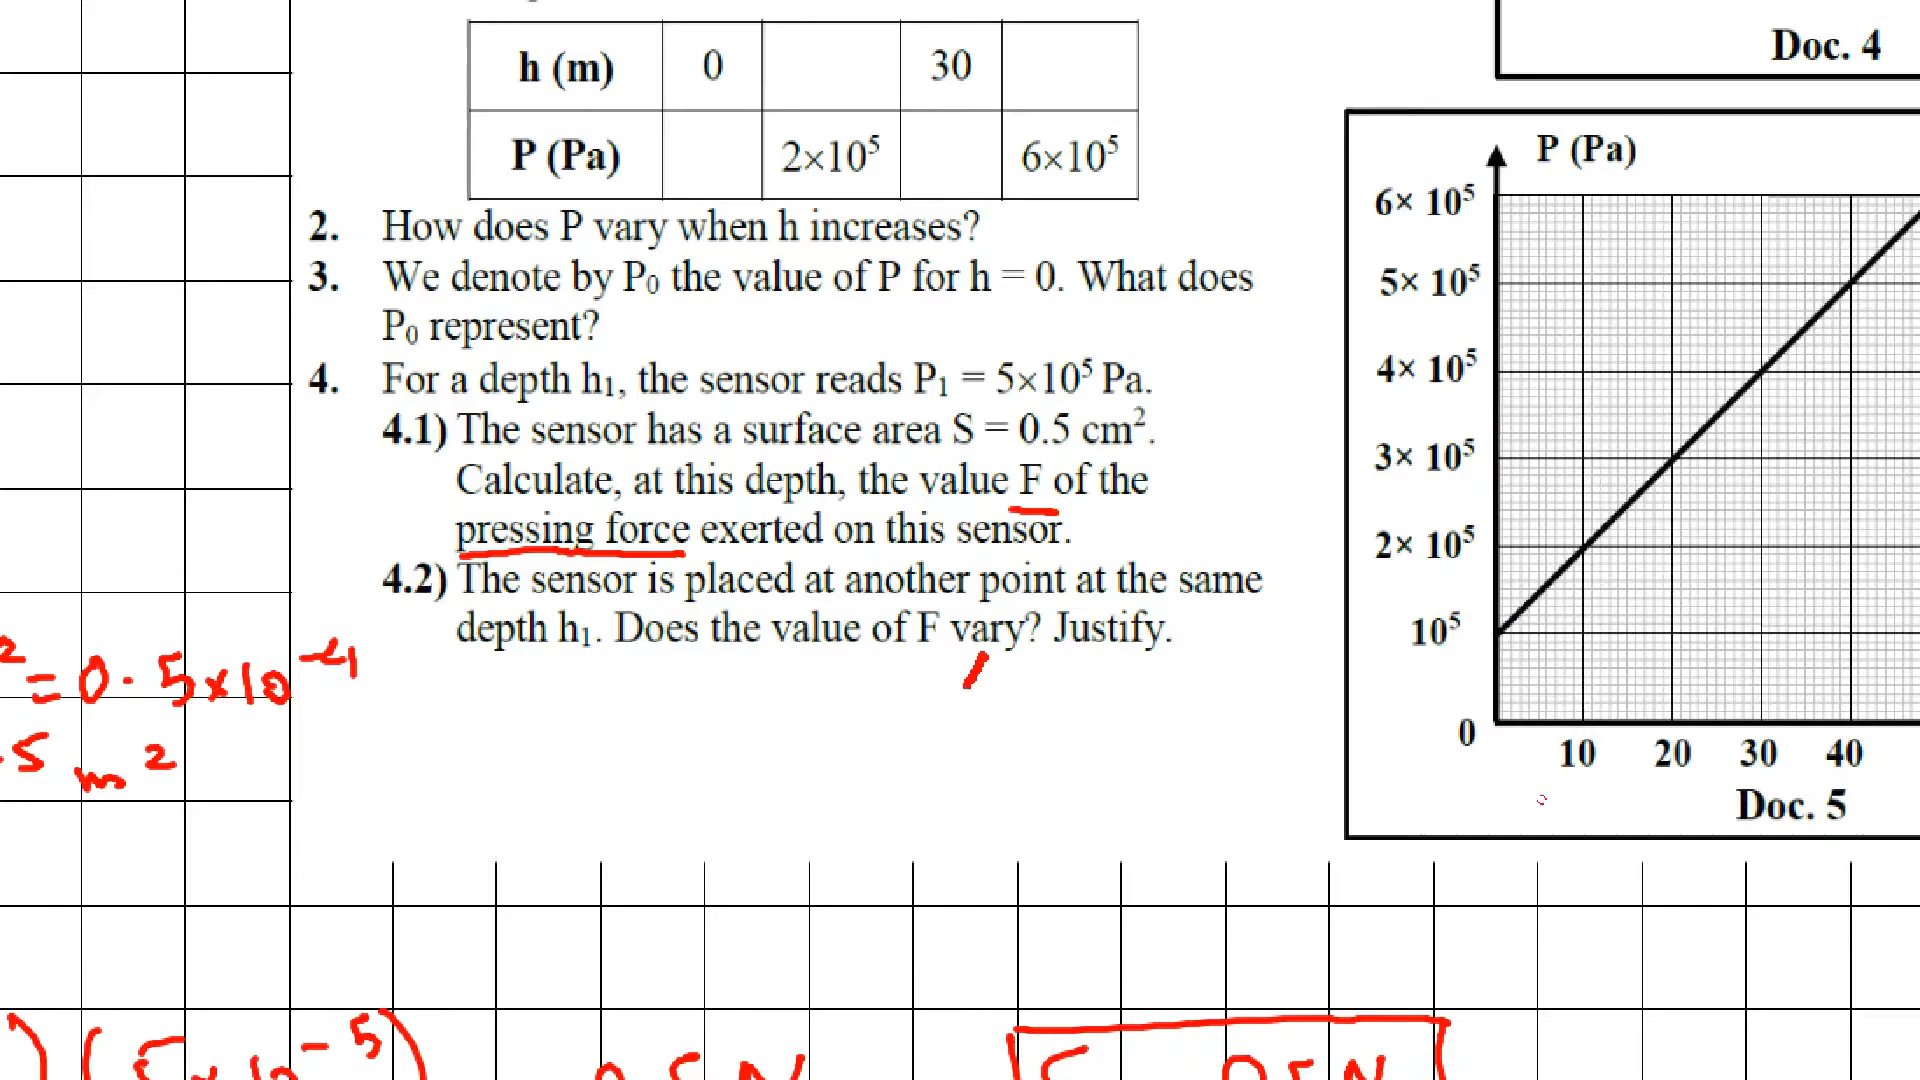 h (m) 0 30
P (Pa) 2×10⁵ 6×10⁵
2. How does P vary when h increases?
3. We denote by P₀ the value of P for h = 0. What does
P₀ represent?
4. For a depth h₁, the sensor reads P₁ = 5×10⁵ Pa.
4.1) The sensor has a surface area S = 0.5 cm².
Calculate, at this depth, the value F of the
pressing force exerted on this sensor.
4.2) The sensor is placed at another point at the same
depth h₁. Does the value of F vary? Justify.
Doc. 4
P (Pa)
6× 10⁵
5× 10⁵
4× 10⁵
3× 10⁵
2× 10⁵
10⁵
0
10 20 30 40
Doc. 5
² = 0.5×10⁻⁴
5 m²
) (5×10⁻⁵)